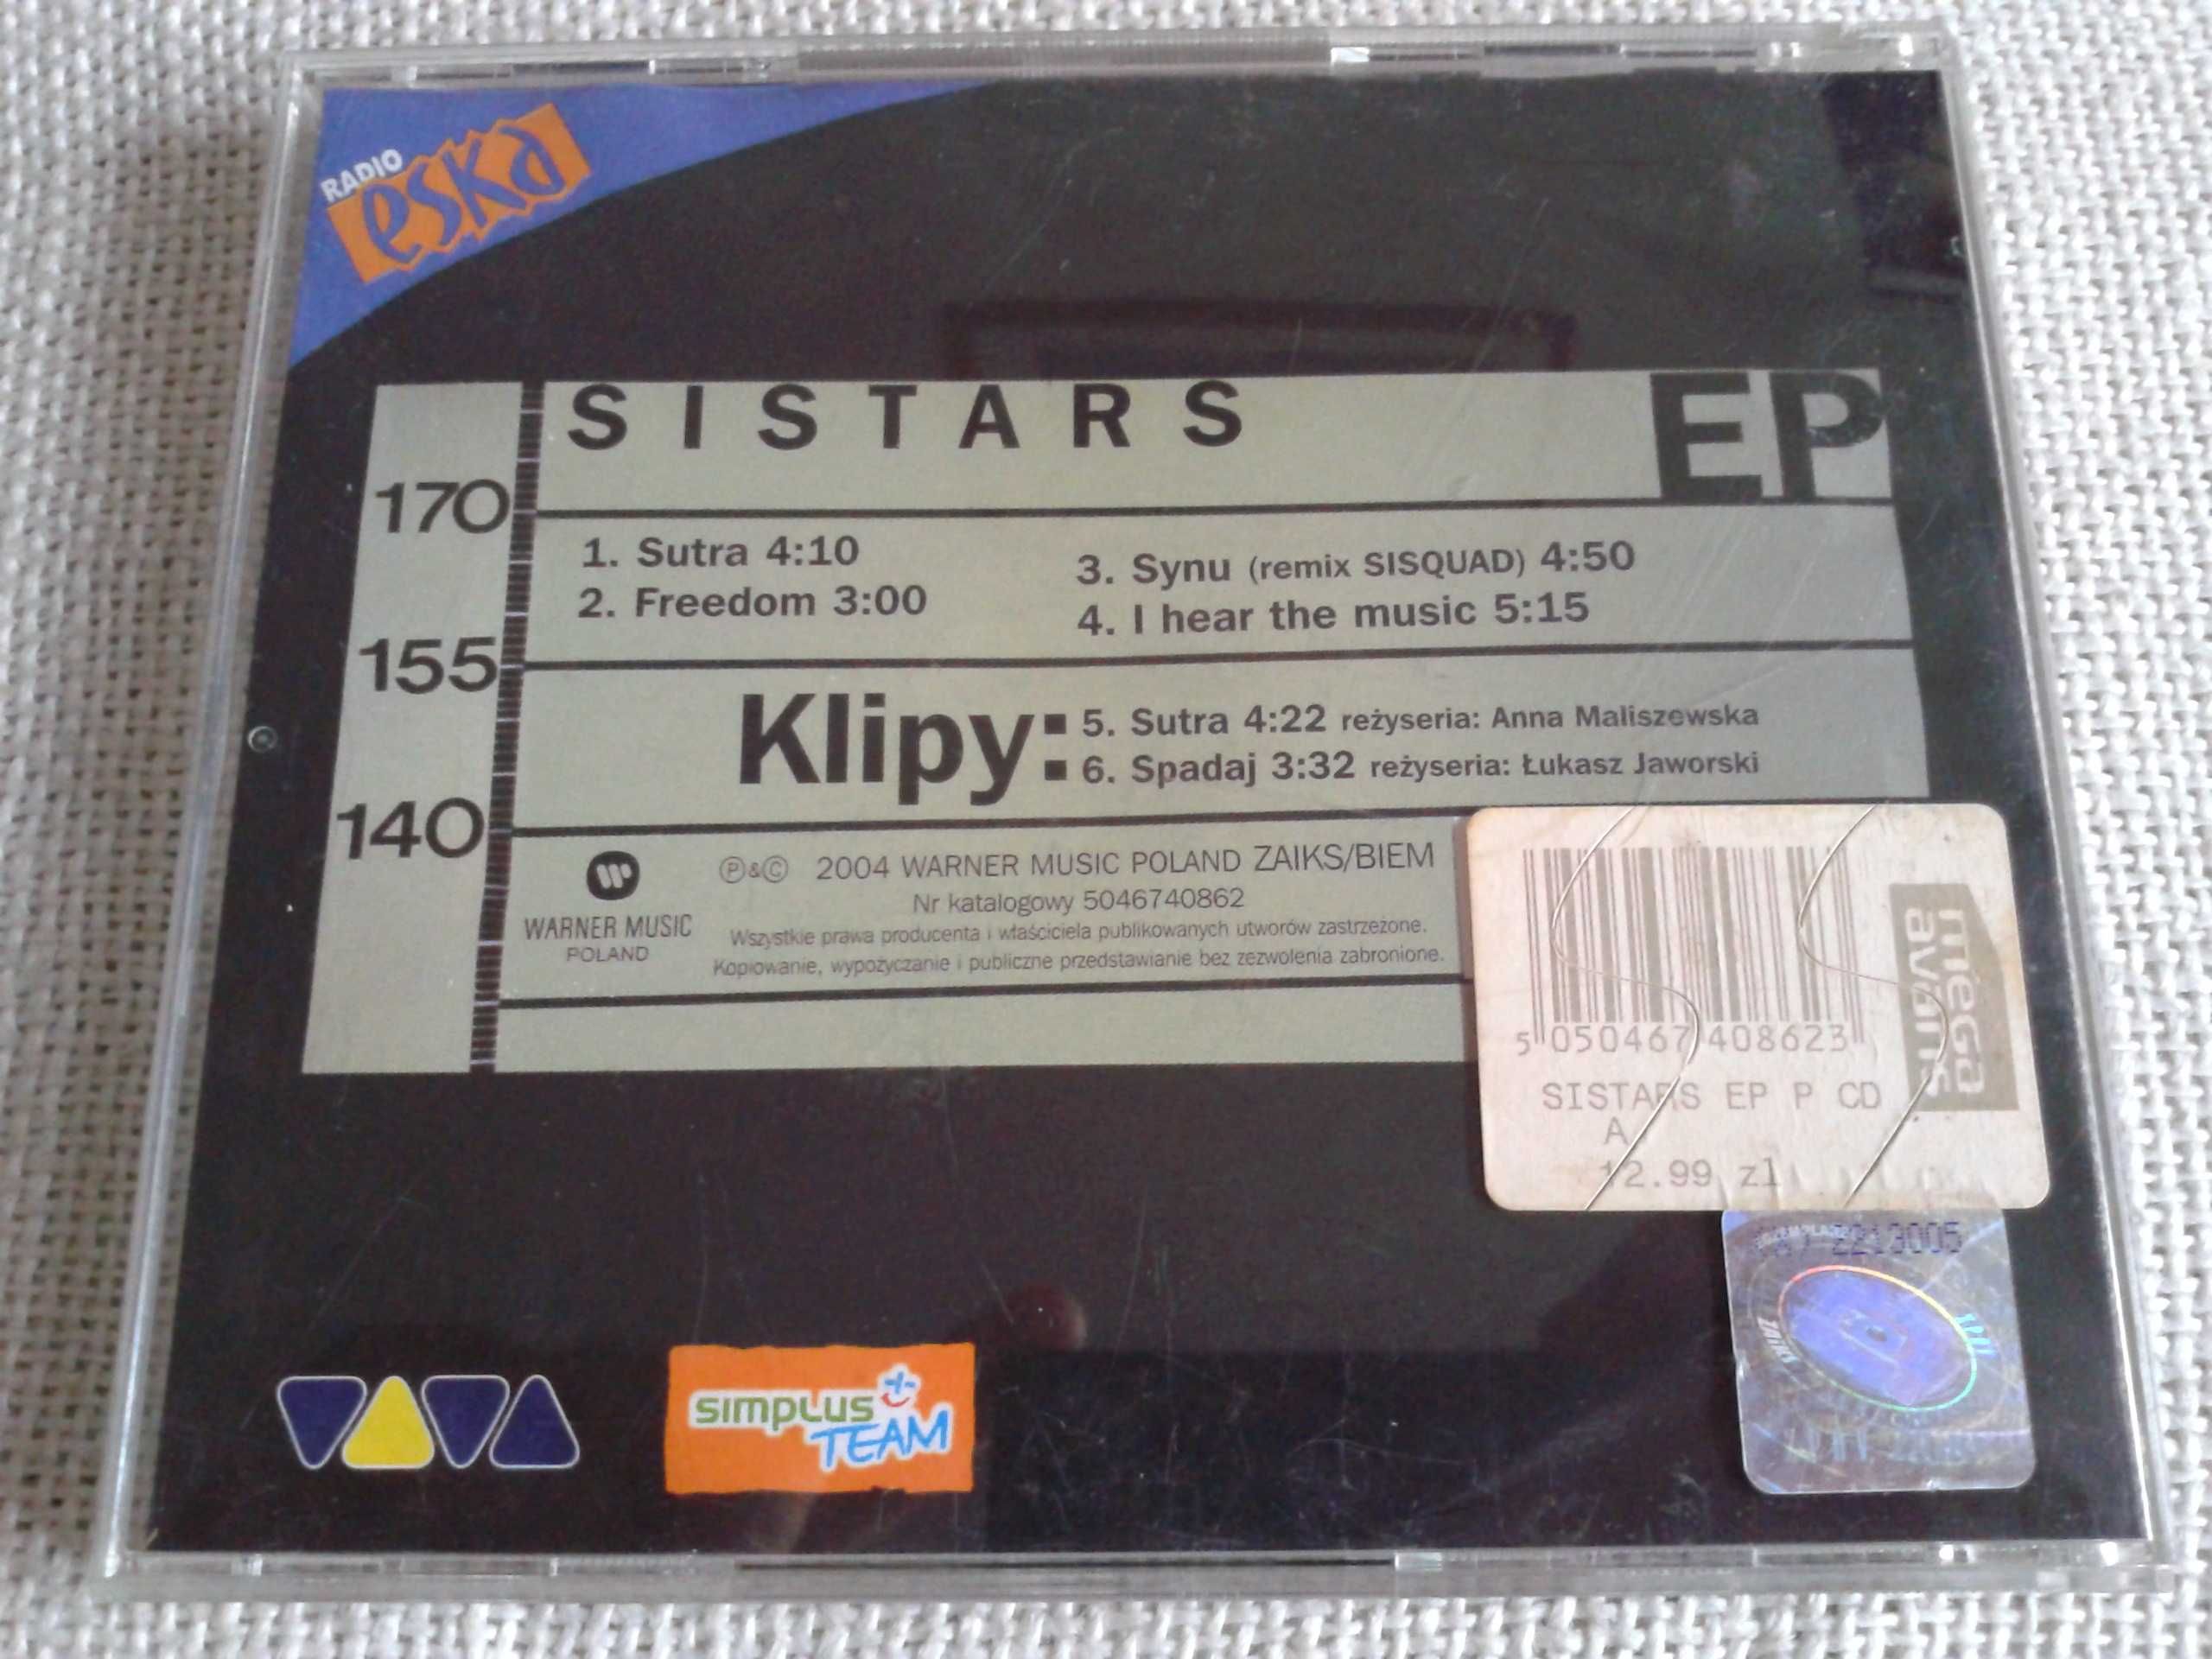 RADIO
eska
SISTARS EP
170
1. Sutra 4:10
2. Freedom 3:00
3. Synu (remix SISQUAD) 4:50
4. I hear the music 5:15
155
Klipy:
5. Sutra 4:22 reżyseria: Anna Maliszewska
6. Spadaj 3:32 reżyseria: Łukasz Jaworski
140
WARNER MUSIC
POLAND
Ⓟ&Ⓒ 2004 WARNER MUSIC POLAND ZAIKS/BIEM
Nr katalogowy 5046740862
Wszystkie prawa producenta i właściciela publikowanych utworów zastrzeżone.
Kopiowanie, wypożyczanie i publiczne przedstawianie bez zezwolenia zabronione.
mega
avans
5 050467 408623
SISTARS EP P CD
A
12.99 zl
2213005
ZAIKS
VIVA
simplus
TEAM